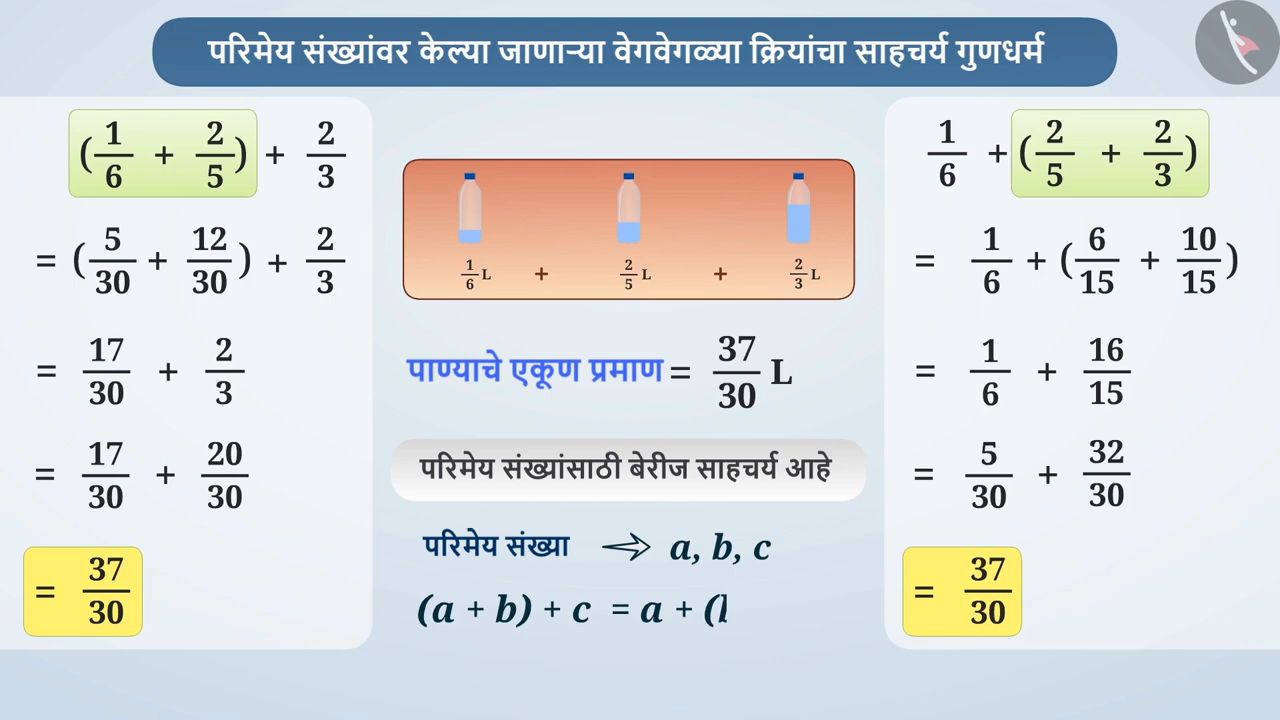 परिमेय संख्यांवर केल्या जाणाऱ्या वेगवेगळ्या क्रियांचा साहचर्य गुणधर्म
(1/6 + 2/5) + 2/3
= (5/30 + 12/30) + 2/3
= 17/30 + 2/3
= 17/30 + 20/30
= 37/30
1/6 L + 2/5 L + 2/3 L
पाण्याचे एकूण प्रमाण = 37/30 L
परिमेय संख्यांसाठी बेरीज साहचर्य आहे
परिमेय संख्या ⇒ a, b, c
(a + b) + c = a + (
1/6 + (2/5 + 2/3)
= 1/6 + (6/15 + 10/15)
= 1/6 + 16/15
= 5/30 + 32/30
= 37/30